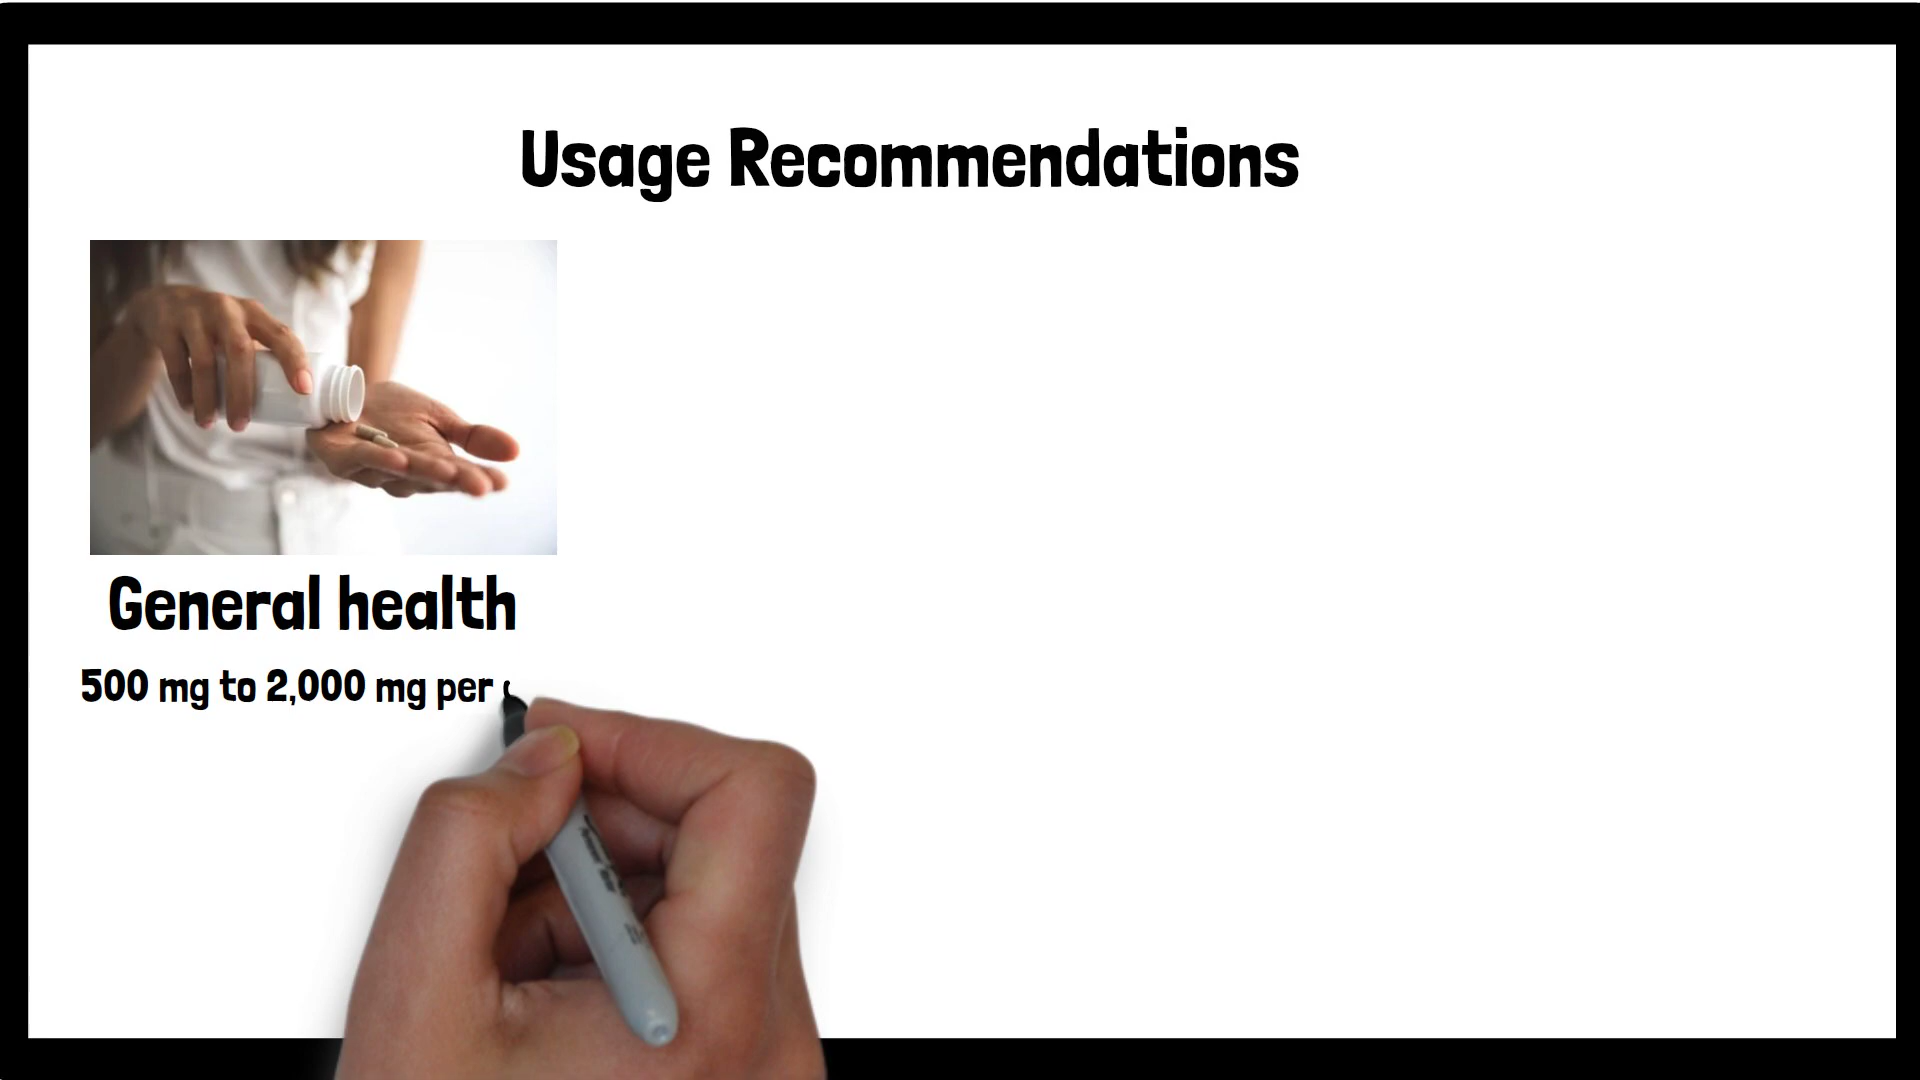 Usage Recommendations
General health
500 mg to 2,000 mg per